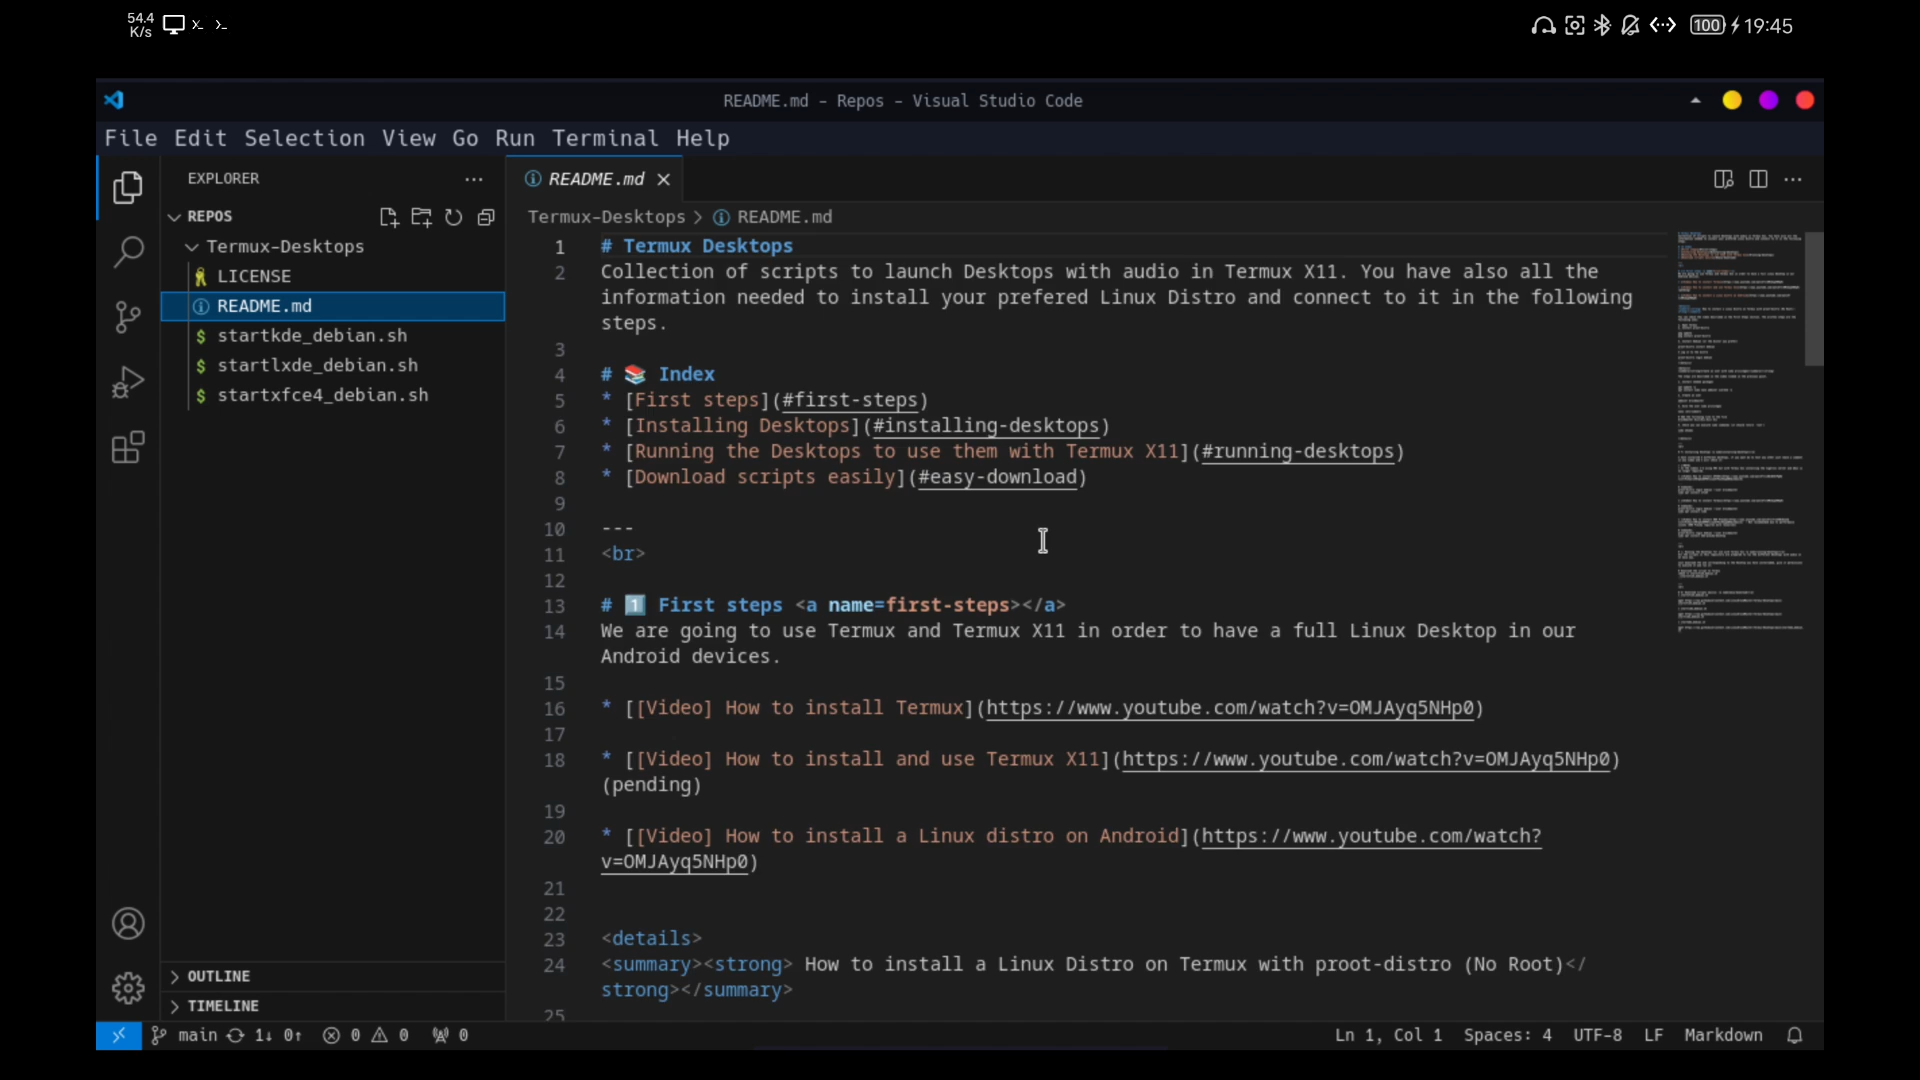 54.4
K/s
100 19:45
README.md - Repos - Visual Studio Code
File Edit Selection View Go Run Terminal Help
EXPLORER
REPOS
Termux-Desktops
LICENSE
README.md
startkde_debian.sh
startlxde_debian.sh
startxfce4_debian.sh
OUTLINE
TIMELINE
README.md
Termux-Desktops > README.md
1 # Termux Desktops
2 Collection of scripts to launch Desktops with audio in Termux X11. You have also all the
information needed to install your prefered Linux Distro and connect to it in the following
steps.
3
4 # 📚 Index
5 * [First steps](#first-steps)
6 * [Installing Desktops](#installing-desktops)
7 * [Running the Desktops to use them with Termux X11](#running-desktops)
8 * [Download scripts easily](#easy-download)
9
10 ---
11 <br>
12
13 # 1️⃣ First steps <a name=first-steps></a>
14 We are going to use Termux and Termux X11 in order to have a full Linux Desktop in our
Android devices.
15
16 * [[Video] How to install Termux](https://www.youtube.com/watch?v=OMJAyq5NHp0)
17
18 * [[Video] How to install and use Termux X11](https://www.youtube.com/watch?v=OMJAyq5NHp0)
(pending)
19
20 * [[Video] How to install a Linux distro on Android](https://www.youtube.com/watch?
v=OMJAyq5NHp0)
21
22
23 <details>
24 <summary><strong> How to install a Linux Distro on Termux with proot-distro (No Root)</
strong></summary>
25
main 1↓ 0↑ 0 0 0
Ln 1, Col 1 Spaces: 4 UTF-8 LF Markdown